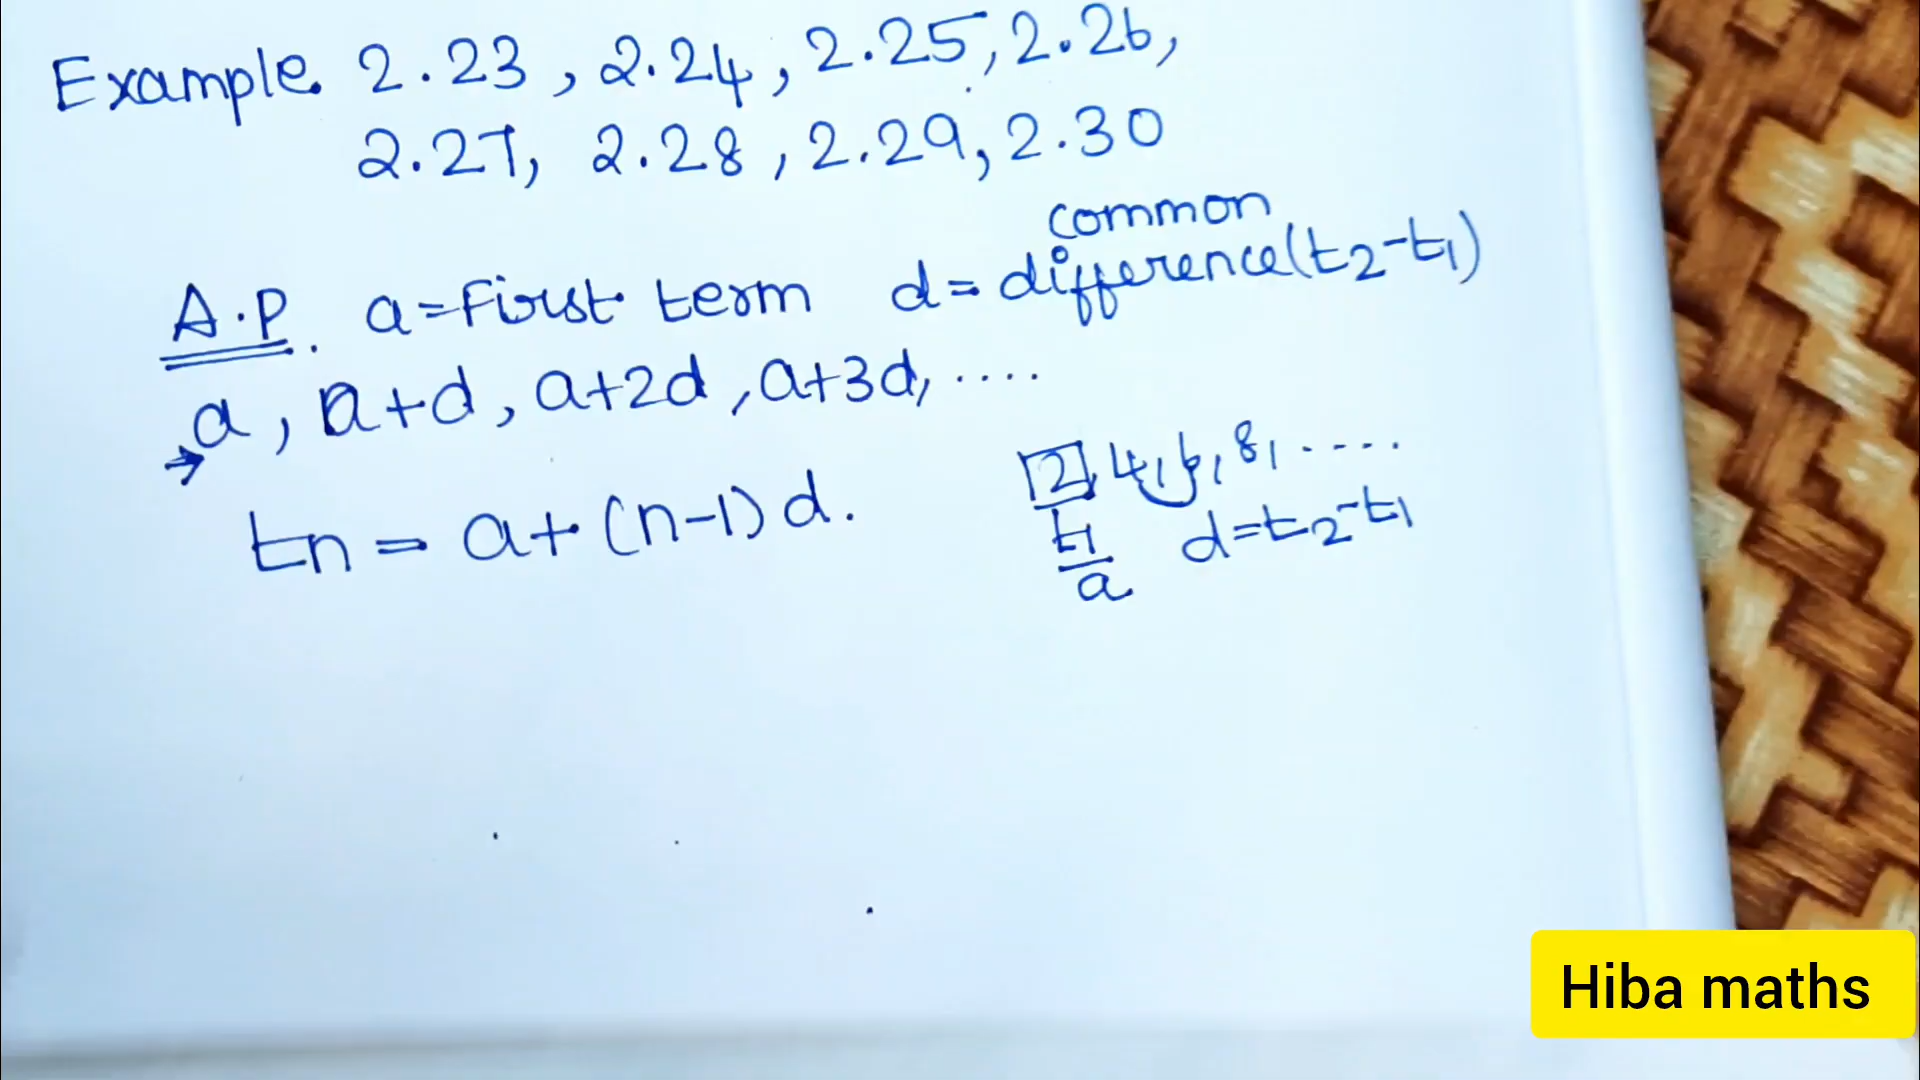 Example. 2.23, 2.24, 2.25, 2.26,
2.27, 2.28, 2.29, 2.30
A.P. a=First term d= common difference (t2-t1)
a, a+d, a+2d, a+3d, ....
tn = a+(n-1)d.
2, 4, 6, 8, ....
t1
a
d=t2-t1
Hiba maths